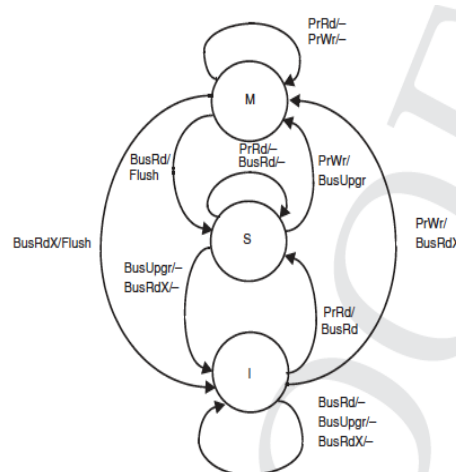 PrRd/–
PrWr/–
M
BusRd/
Flush
PrRd/–
BusRd/–
PrWr/
BusUpgr
BusRdX/Flush
S
PrWr/
BusRdX
BusUpgr/–
BusRdX/–
PrRd/
BusRd
I
BusRd/–
BusUpgr/–
BusRdX/–